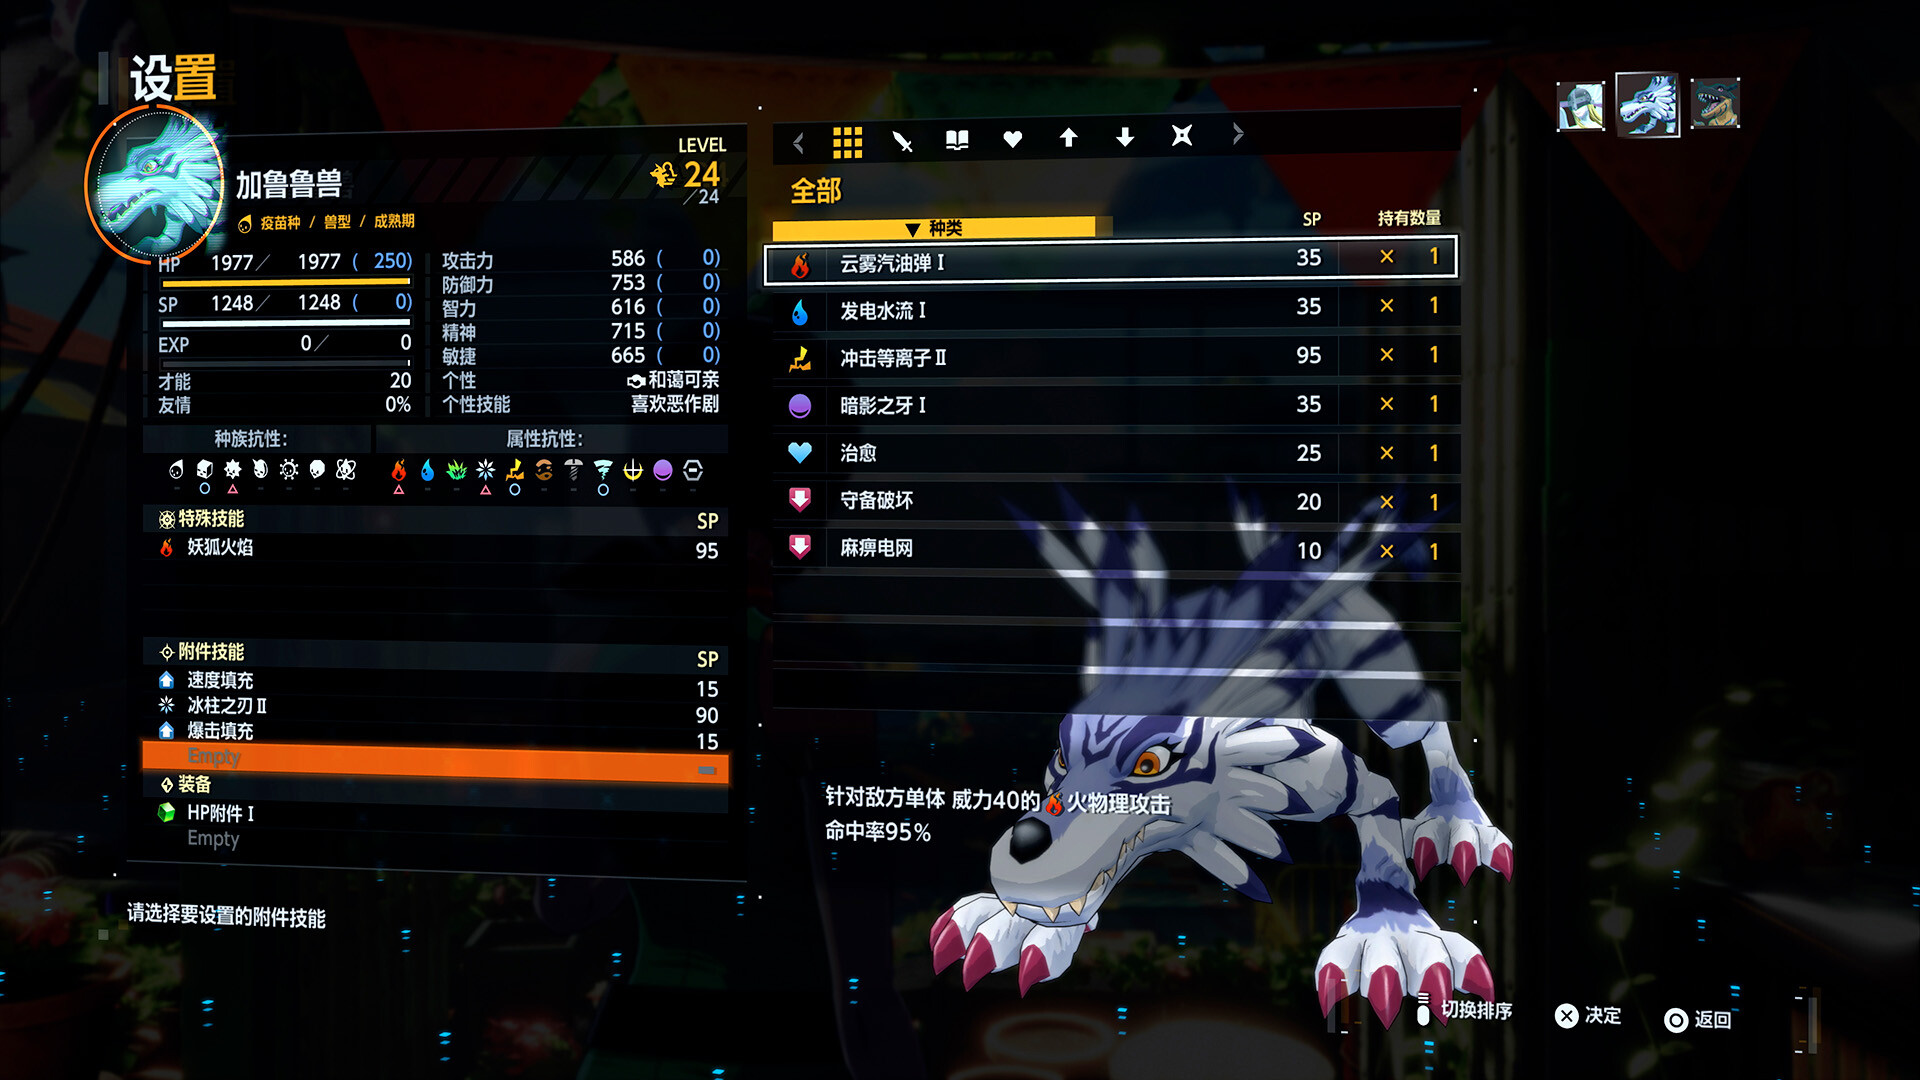 设置
加鲁鲁兽
LEVEL
24
/24
疫苗种 / 兽型 / 成熟期
HP 1977/ 1977 ( 250)
SP 1248/ 1248 ( 0)
EXP 0/ 0
才能 20
友情 0%
攻击力 586 ( 0)
防御力 753 ( 0)
智力 616 ( 0)
精神 715 ( 0)
敏捷 665 ( 0)
个性 和蔼可亲
个性技能 喜欢恶作剧
种族抗性:
属性抗性:
特殊技能 SP
妖狐火焰 95
附件技能 SP
速度填充 15
冰柱之刃Ⅱ 90
爆击填充 15
Empty
装备
HP附件Ⅰ
Empty
请选择要设置的附件技能
全部
▼ 种类 SP 持有数量
云雾汽油弹Ⅰ 35 × 1
发电水流Ⅰ 35 × 1
冲击等离子Ⅱ 95 × 1
暗影之牙Ⅰ 35 × 1
治愈 25 × 1
守备破坏 20 × 1
麻痹电网 10 × 1
针对敌方单体 威力40的火物理攻击
命中率95%
切换排序
决定
返回